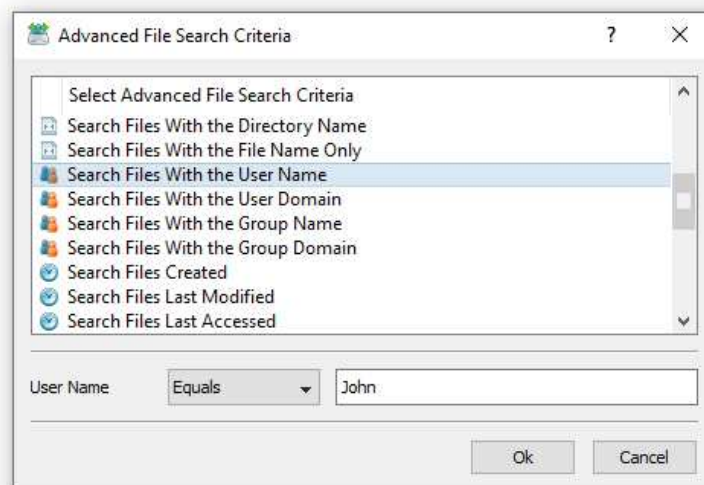 Advanced File Search Criteria ? ×
Select Advanced File Search Criteria
Search Files With the Directory Name
Search Files With the File Name Only
Search Files With the User Name
Search Files With the User Domain
Search Files With the Group Name
Search Files With the Group Domain
Search Files Created
Search Files Last Modified
Search Files Last Accessed
User Name Equals John
Ok Cancel